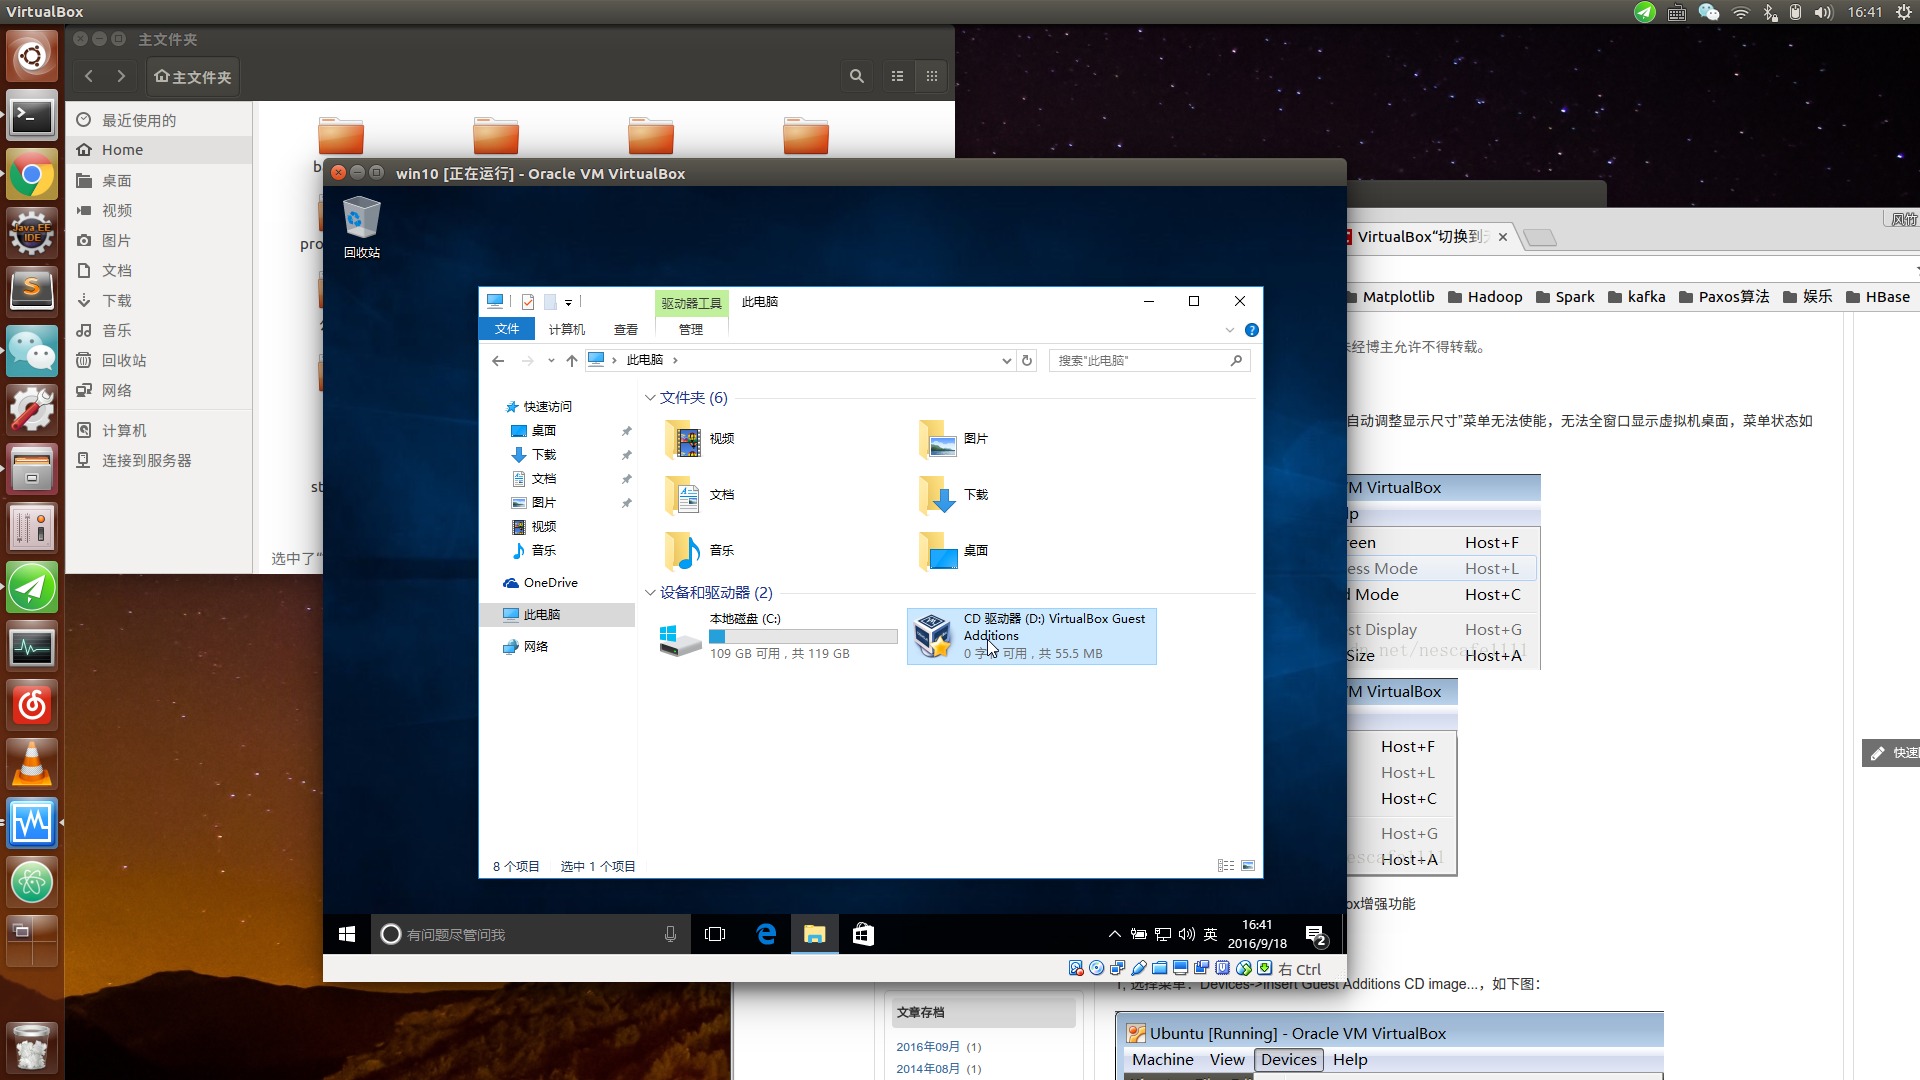 VirtualBox
16:41
主文件夹
主文件夹
最近使用的
Home
桌面
视频
图片
文档
下载
音乐
回收站
网络
计算机
连接到服务器
Java EE
IDE
pro
st
选中了“
win10 [正在运行] - Oracle VM VirtualBox
回收站
驱动器工具
此电脑
文件
计算机
查看
管理
此电脑
搜索"此电脑"
快速访问
桌面
下载
文档
图片
视频
音乐
OneDrive
此电脑
网络
文件夹 (6)
视频
图片
文档
下载
音乐
桌面
设备和驱动器 (2)
本地磁盘 (C:)
109 GB 可用，共 119 GB
CD 驱动器 (D:) VirtualBox Guest
Additions
0 字 可用，共 55.5 MB
8 个项目
选中 1 个项目
有问题尽管问我
英
16:41
2016/9/18
2
右 Ctrl
风竹
VirtualBox“切换到
Matplotlib
Hadoop
Spark
kafka
Paxos算法
娱乐
HBase
经博主允许不得转载。
自动调整显示尺寸”菜单无法使能，无法全窗口显示虚拟机桌面，菜单状态如
VM VirtualBox
lp
reen Host+F
ess Mode Host+L
d Mode Host+C
st Display Host+G
Size Host+A
VM VirtualBox
Host+F
Host+L
Host+C
Host+G
Host+A
ox增强功能
快速
1, 选择菜单：Devices->Insert Guest Additions CD image...，如下图：
文章存档
2016年09月 (1)
2014年08月 (1)
Ubuntu [Running] - Oracle VM VirtualBox
Machine View Devices Help